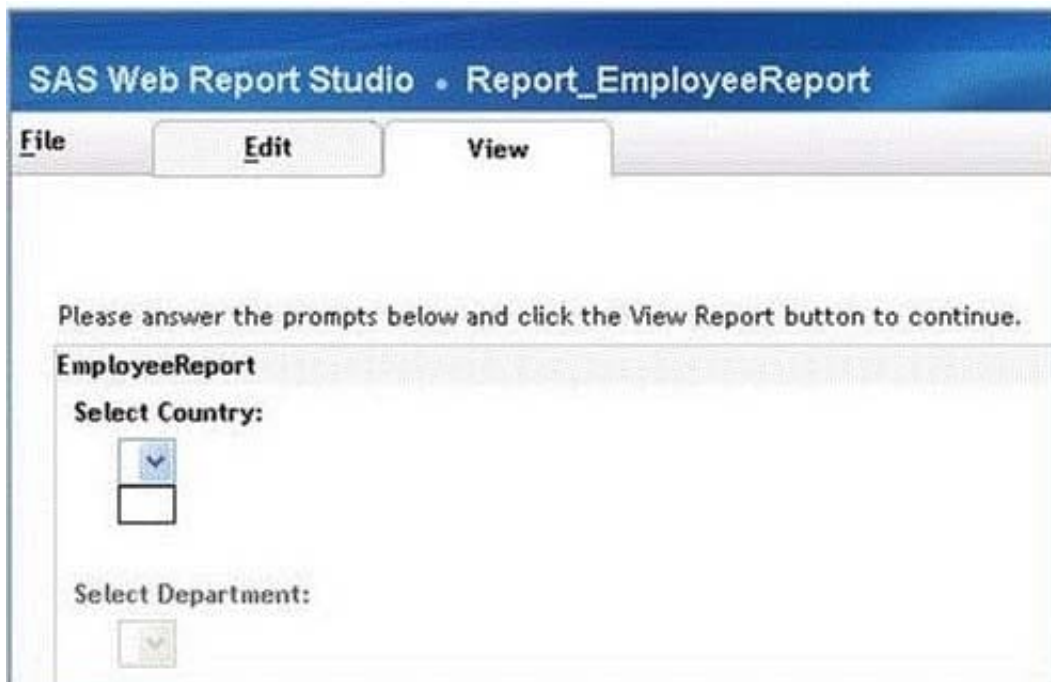 SAS Web Report Studio • Report_EmployeeReport
File Edit View
Please answer the prompts below and click the View Report button to continue.
EmployeeReport
Select Country:
Select Department: